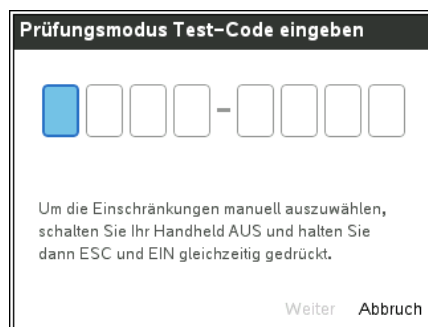 Prüfungsmodus Test-Code eingeben
–
Um die Einschränkungen manuell auszuwählen,
schalten Sie Ihr Handheld AUS und halten Sie
dann ESC und EIN gleichzeitig gedrückt.
Weiter Abbruch